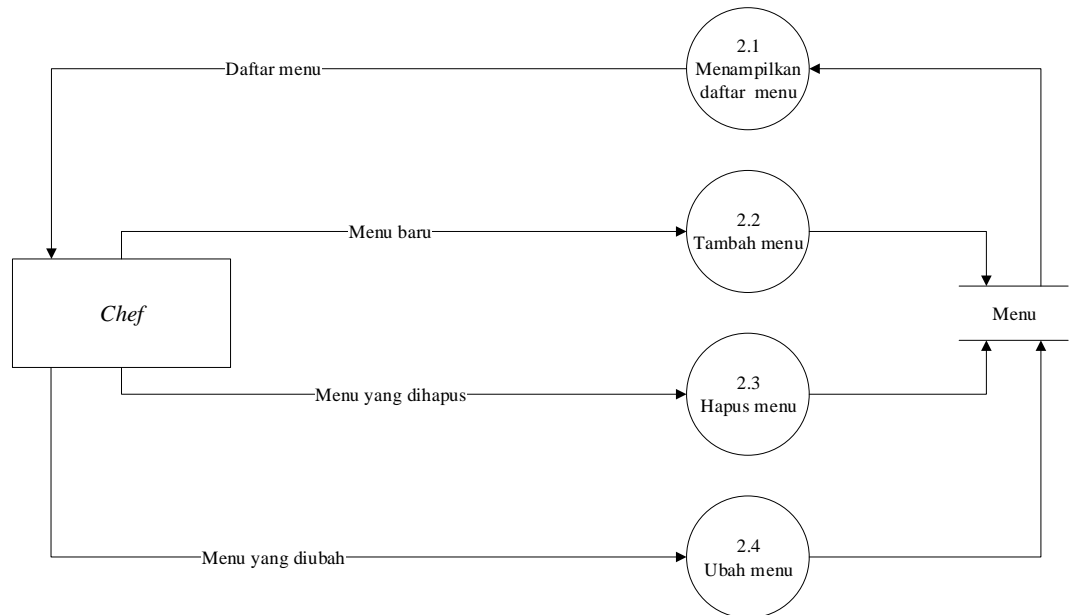 2.1
Menampilkan
daftar menu
Daftar menu
2.2
Tambah menu
Menu baru
Chef
Menu
2.3
Hapus menu
Menu yang dihapus
2.4
Ubah menu
Menu yang diubah